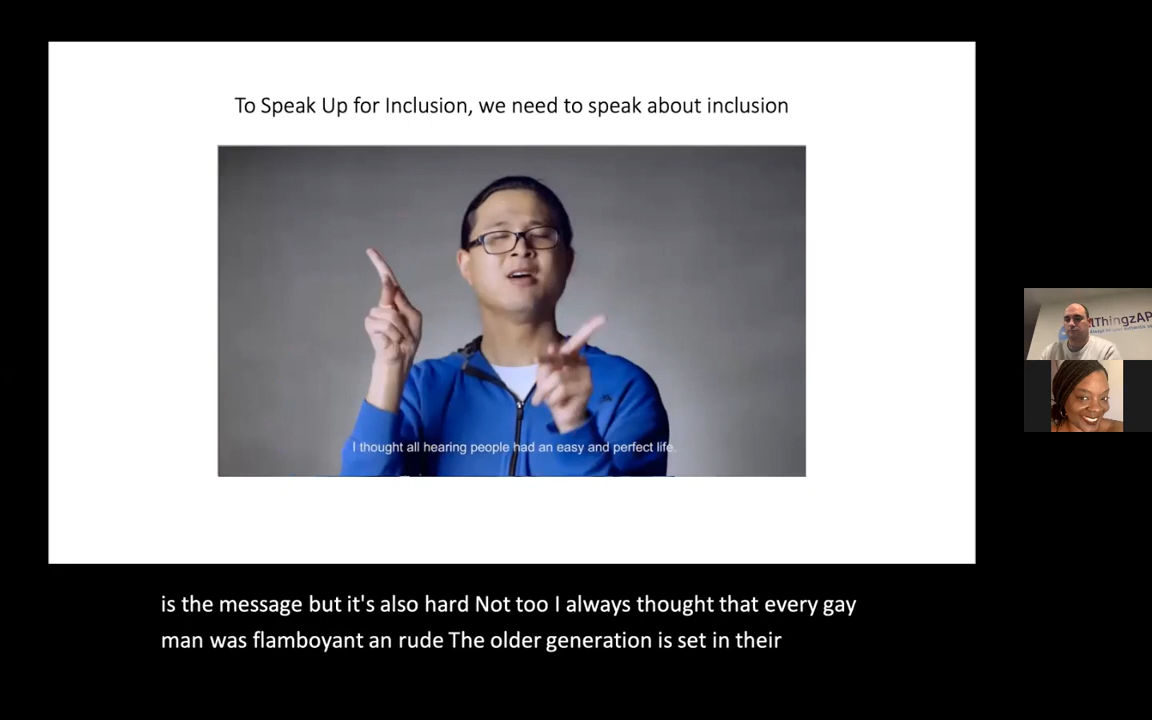 To Speak Up for Inclusion, we need to speak about inclusion
I thought all hearing people had an easy and perfect life.
ThingzAP
is the message but it's also hard Not too I always thought that every gay
man was flamboyant an rude The older generation is set in their